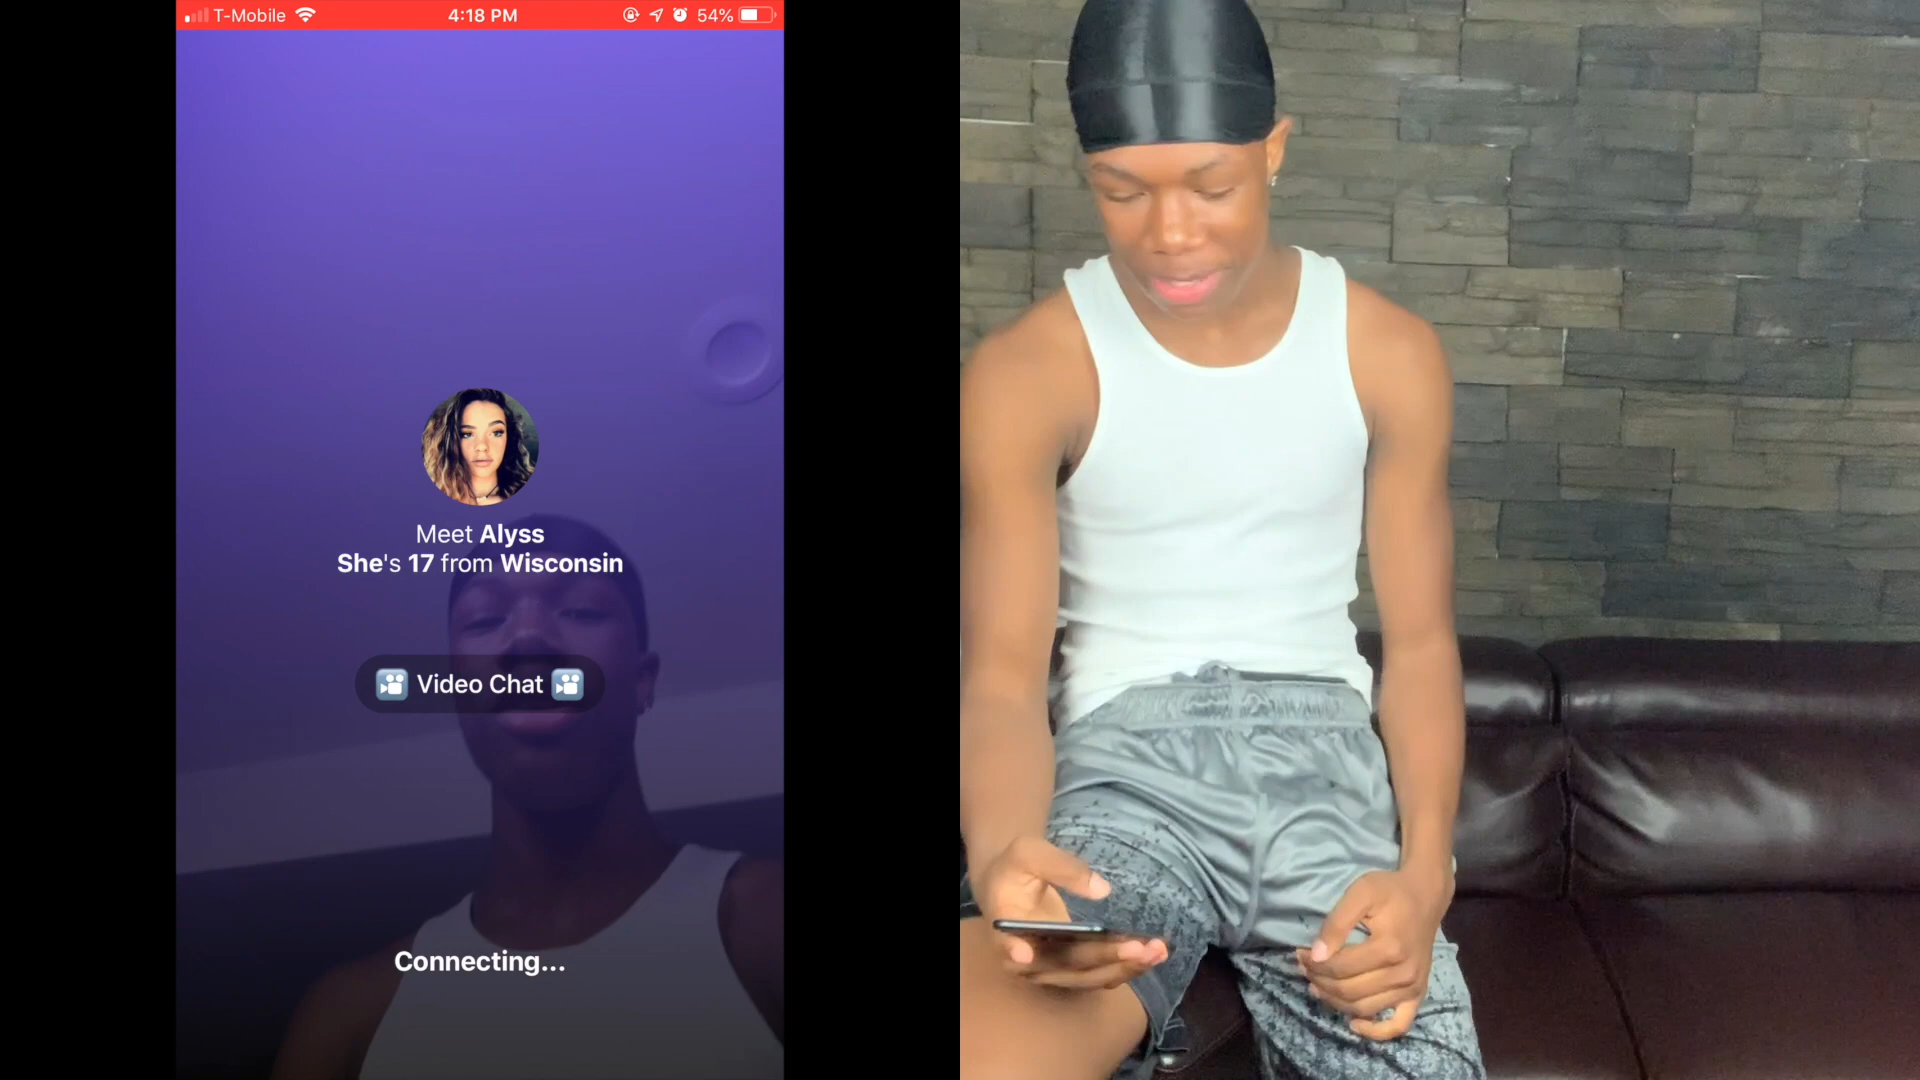 T-Mobile 4:18 PM 54%
Meet Alyss
She's 17 from Wisconsin
Video Chat
Connecting...